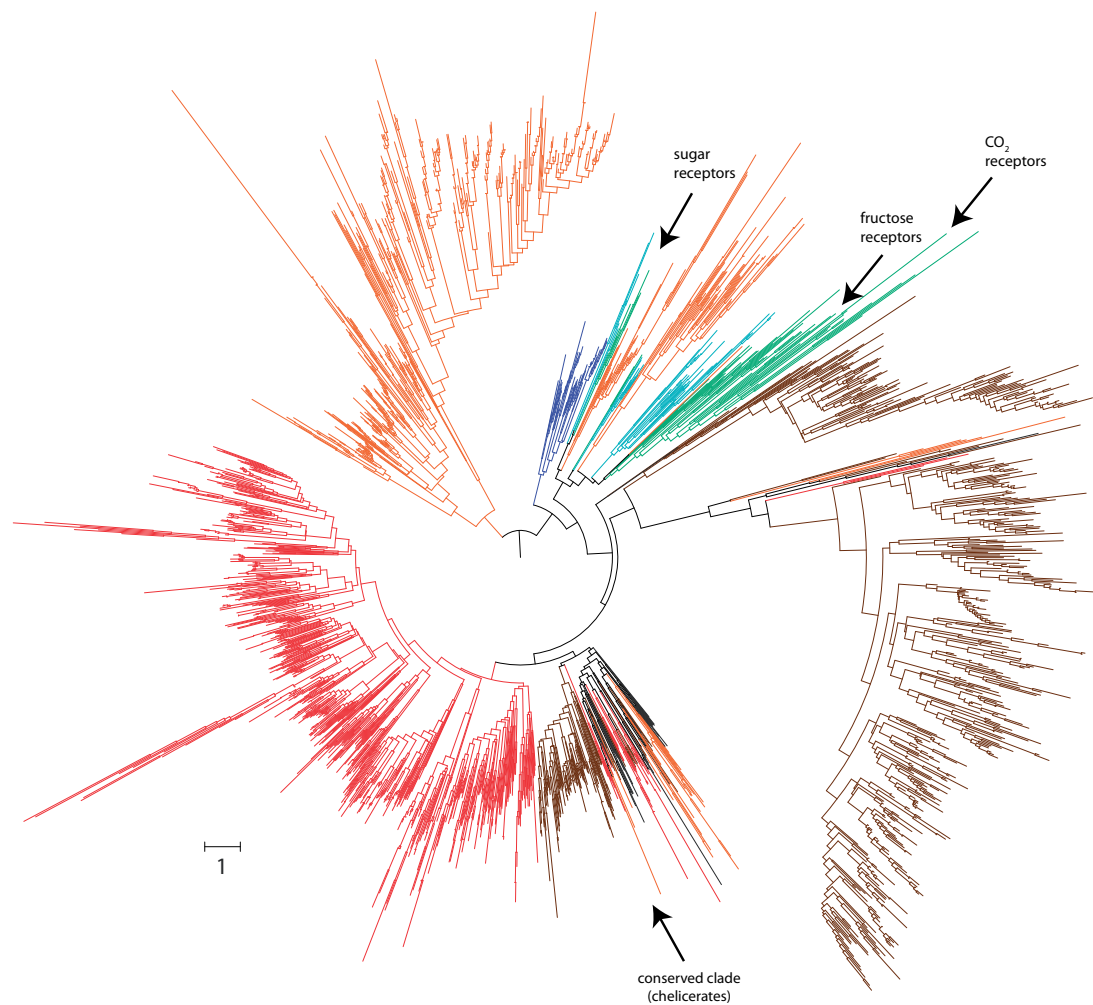 sugar
receptors
CO₂
receptors
fructose
receptors
1
conserved clade
(chelicerates)